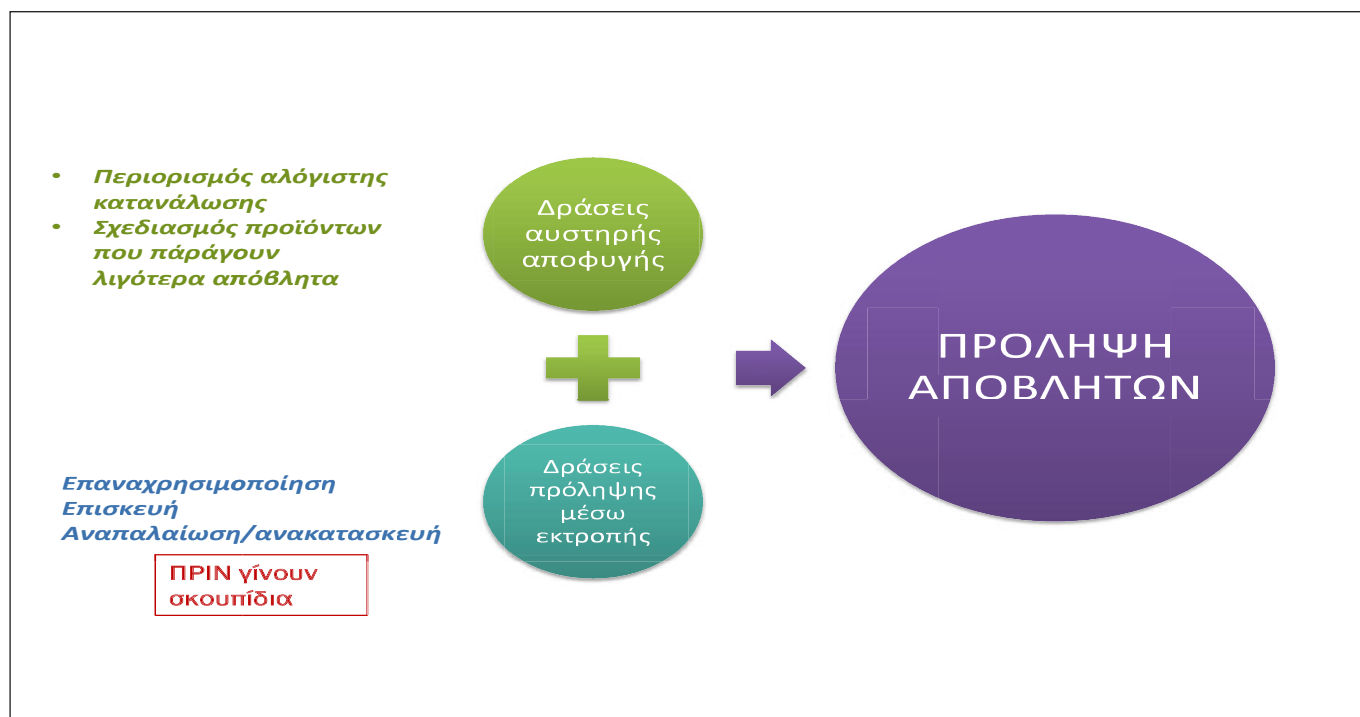 • Περιορισμός αλόγιστης
κατανάλωσης
• Σχεδιασμός προϊόντων
που πάράγουν
λιγότερα απόβλητα
Δράσεις
αυστηρής
αποφυγής
Επαναχρησιμοποίηση
Επισκευή
Αναπαλαίωση/ανακατασκευή
ΠΡΙΝ γίνουν
σκουπίδια
Δράσεις
πρόληψης
μέσω
εκτροπής
ΠΡΟΛΗΨΗ
ΑΠΟΒΛΗΤΩΝ